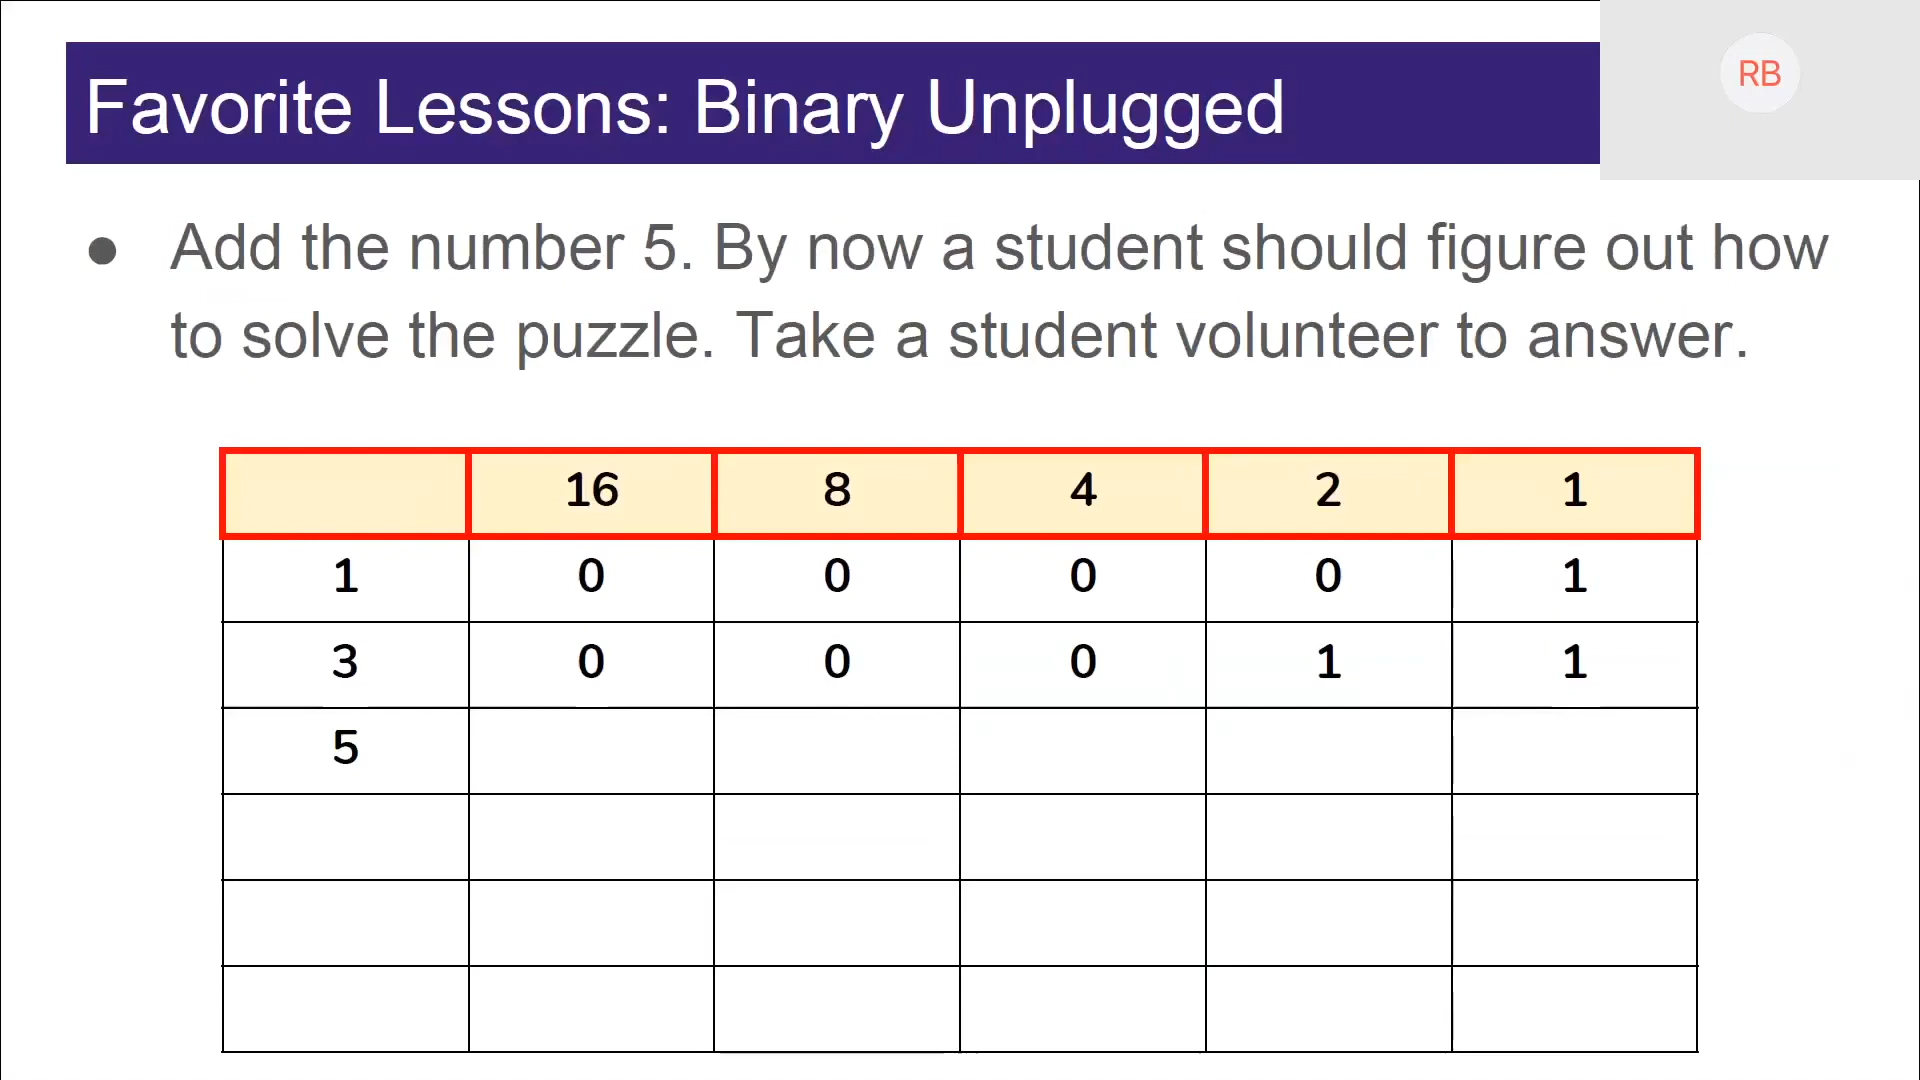 Favorite Lessons: Binary Unplugged
RB
● Add the number 5. By now a student should figure out how
to solve the puzzle. Take a student volunteer to answer.
16 8 4 2 1
1 0 0 0 0 1
3 0 0 0 1 1
5